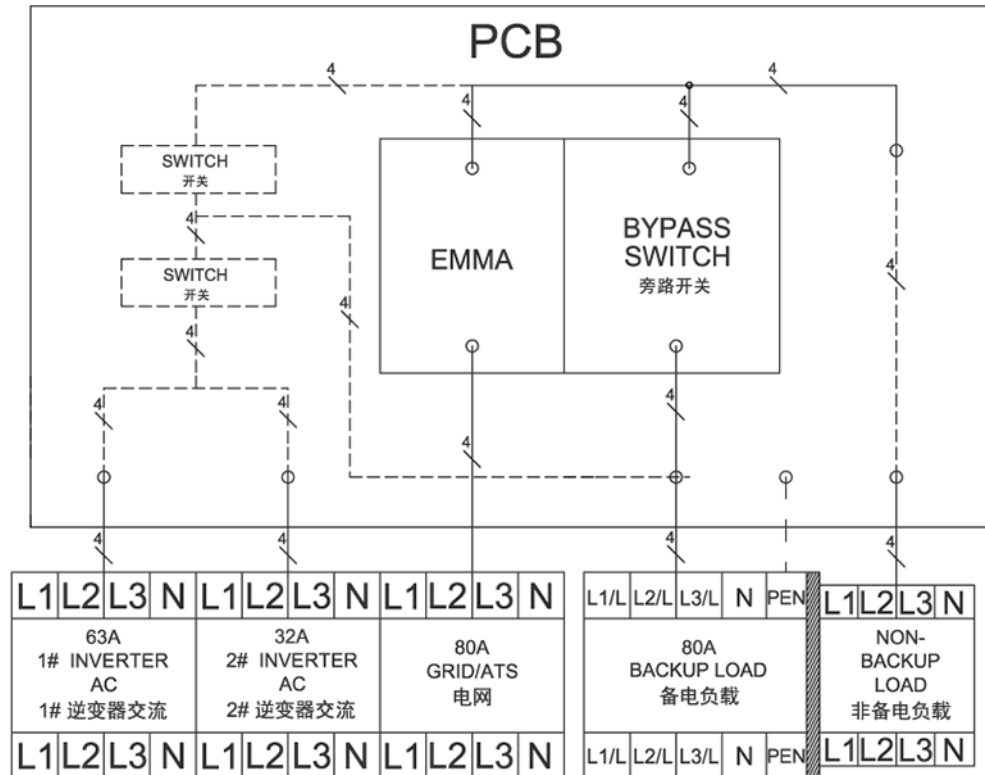 PCB
4
4
4
4
SWITCH
开关
4
SWITCH
开关
4
4
4
4
EMMA
BYPASS
SWITCH
旁路开关
4
4
4
4
4
4
4
4
L1 L2 L3 N L1 L2 L3 N L1 L2 L3 N
L1/L L2/L L3/L N PEN
L1 L2 L3 N
63A
1# INVERTER
AC
1# 逆变器交流
32A
2# INVERTER
AC
2# 逆变器交流
80A
GRID/ATS
电网
80A
BACKUP LOAD
备电负载
NON-
BACKUP
LOAD
非备电负载
L1 L2 L3 N L1 L2 L3 N L1 L2 L3 N
L1/L L2/L L3/L N PEN
L1 L2 L3 N